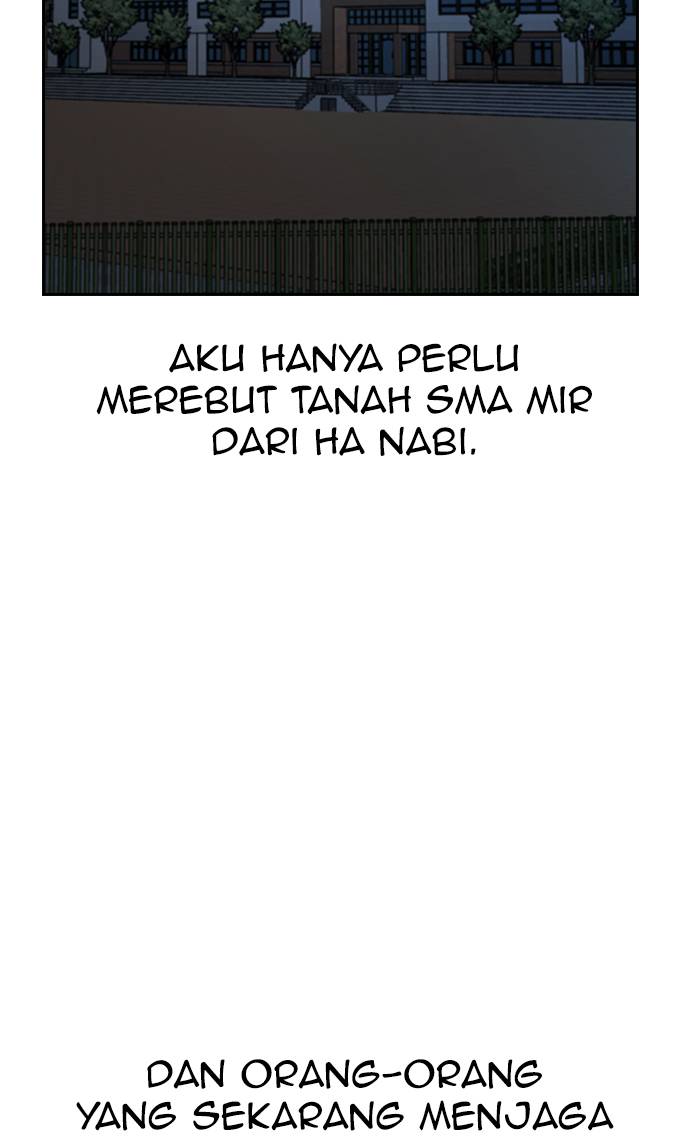 AKU HANYA PERLU
MEREBUT TANAH SMA MIR
DARI HA NABI.
DAN ORANG-ORANG
YANG SEKARANG MENJAGA